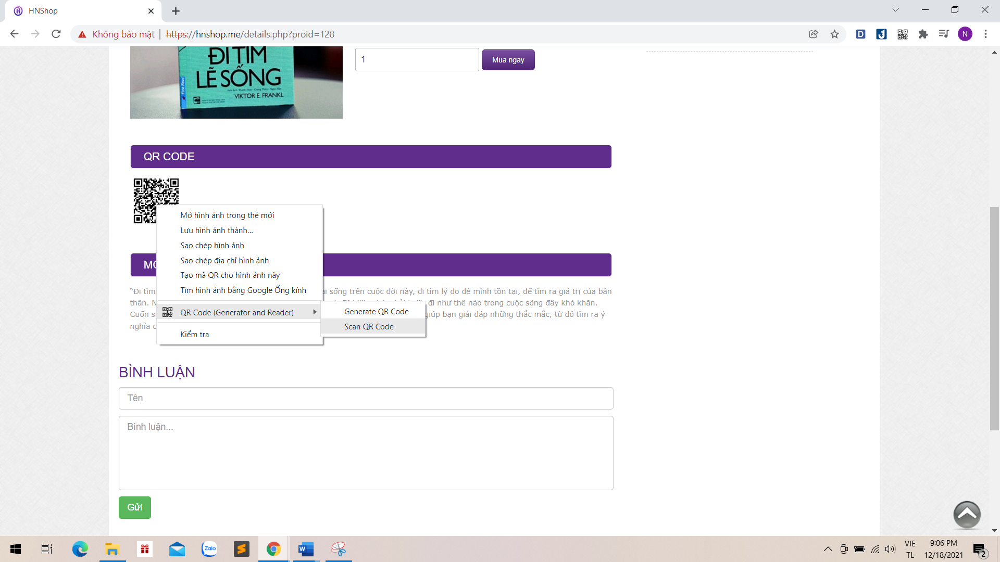 HNShop
Không bảo mật | https://hnshop.me/details.php?proid=128
N
ĐI TÌM
LẼ SỐNG
VIKTOR E. FRANKL
First News
1
Mua ngay
QR CODE
Mở hình ảnh trong thẻ mới
Lưu hình ảnh thành...
Sao chép hình ảnh
Sao chép địa chỉ hình ảnh
Tạo mã QR cho hình ảnh này
Tìm hình ảnh bằng Google Ống kính
QR Code (Generator and Reader)
Kiểm tra
Generate QR Code
Scan QR Code
“Đi tìm sống trên cuộc đời này, đi tìm lý do để mình tồn tại, để tìm ra giá trị của bản
thân. đi như thế nào trong cuộc sống đầy khó khăn.
Cuốn giúp bạn giải đáp những thắc mắc, từ đó tìm ra ý
nghĩa
BÌNH LUẬN
Tên
Bình luận...
Gửi
Zalo
VIE
TL
9:06 PM
12/18/2021
2